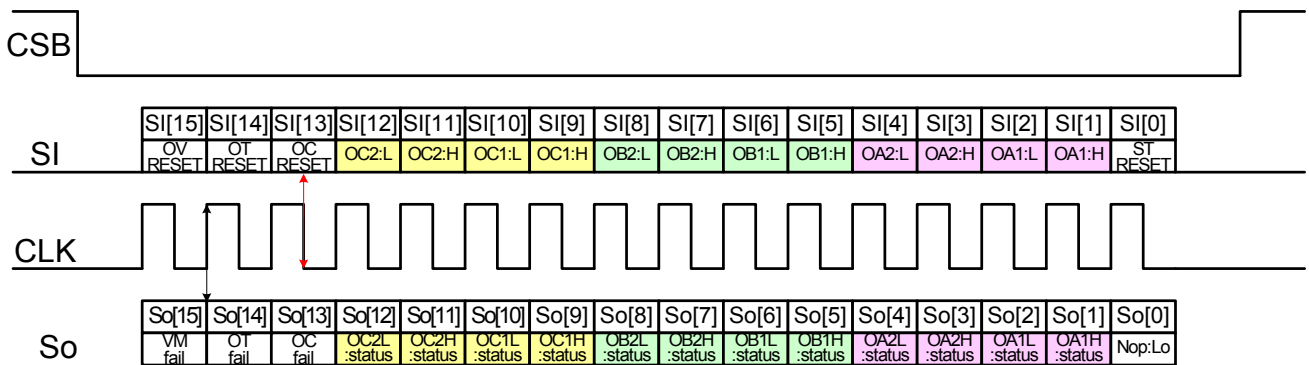 CSB
SI[15] SI[14] SI[13] SI[12] SI[11] SI[10] SI[9] SI[8] SI[7] SI[6] SI[5] SI[4] SI[3] SI[2] SI[1] SI[0]
SI
OV RESET OT RESET OC RESET OC2:L OC2:H OC1:L OC1:H OB2:L OB2:H OB1:L OB1:H OA2:L OA2:H OA1:L OA1:H ST RESET
CLK
So[15] So[14] So[13] So[12] So[11] So[10] So[9] So[8] So[7] So[6] So[5] So[4] So[3] So[2] So[1] So[0]
So
VM fail OT fail OC fail OC2L :status OC2H :status OC1L :status OC1H :status OB2L :status OB2H :status OB1L :status OB1H :status OA2L :status OA2H :status OA1L :status OA1H :status Nop:Lo